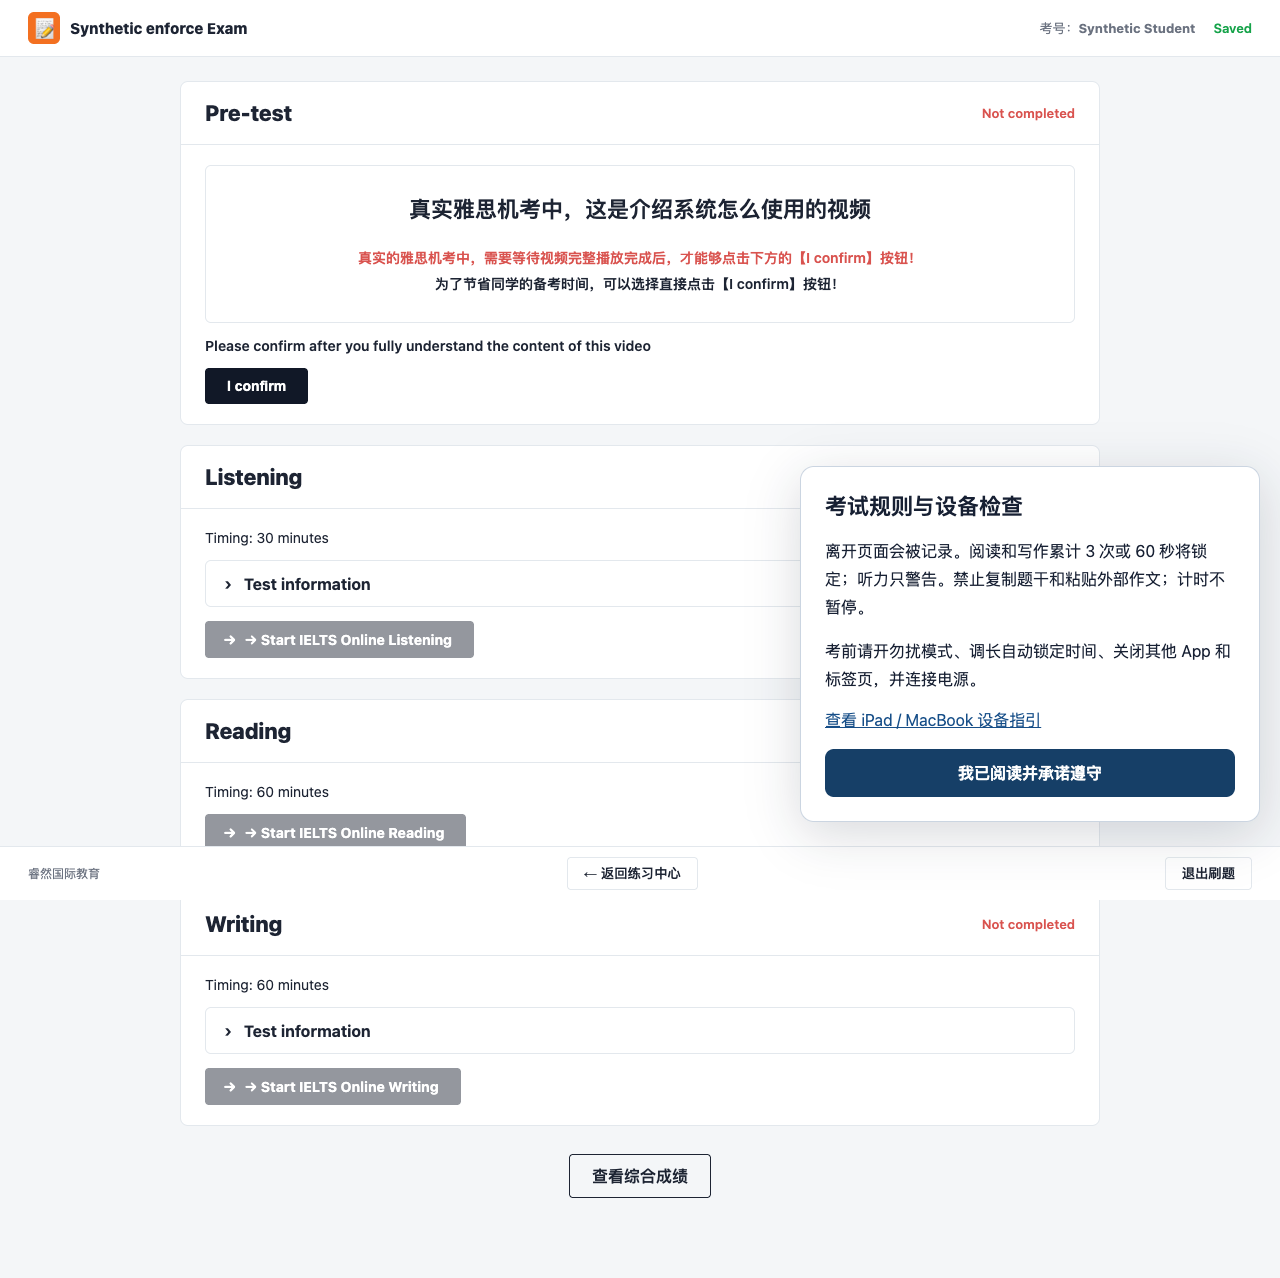 Synthetic enforce Exam
考号：Synthetic Student Saved
Pre-test
Not completed
真实雅思机考中，这是介绍系统怎么使用的视频
真实的雅思机考中，需要等待视频完整播放完成后，才能够点击下方的【I confirm】按钮！
为了节省同学的备考时间，可以选择直接点击【I confirm】按钮！
Please confirm after you fully understand the content of this video
I confirm
Listening
Timing: 30 minutes
› Test information
→ → Start IELTS Online Listening
Reading
Timing: 60 minutes
→ → Start IELTS Online Reading
考试规则与设备检查
离开页面会被记录。阅读和写作累计 3 次或 60 秒将锁
定；听力只警告。禁止复制题干和粘贴外部作文；计时不
暂停。
考前请开勿扰模式、调长自动锁定时间、关闭其他 App 和
标签页，并连接电源。
查看 iPad / MacBook 设备指引
我已阅读并承诺遵守
睿然国际教育
← 返回练习中心
退出刷题
Writing
Not completed
Timing: 60 minutes
› Test information
→ → Start IELTS Online Writing
查看综合成绩